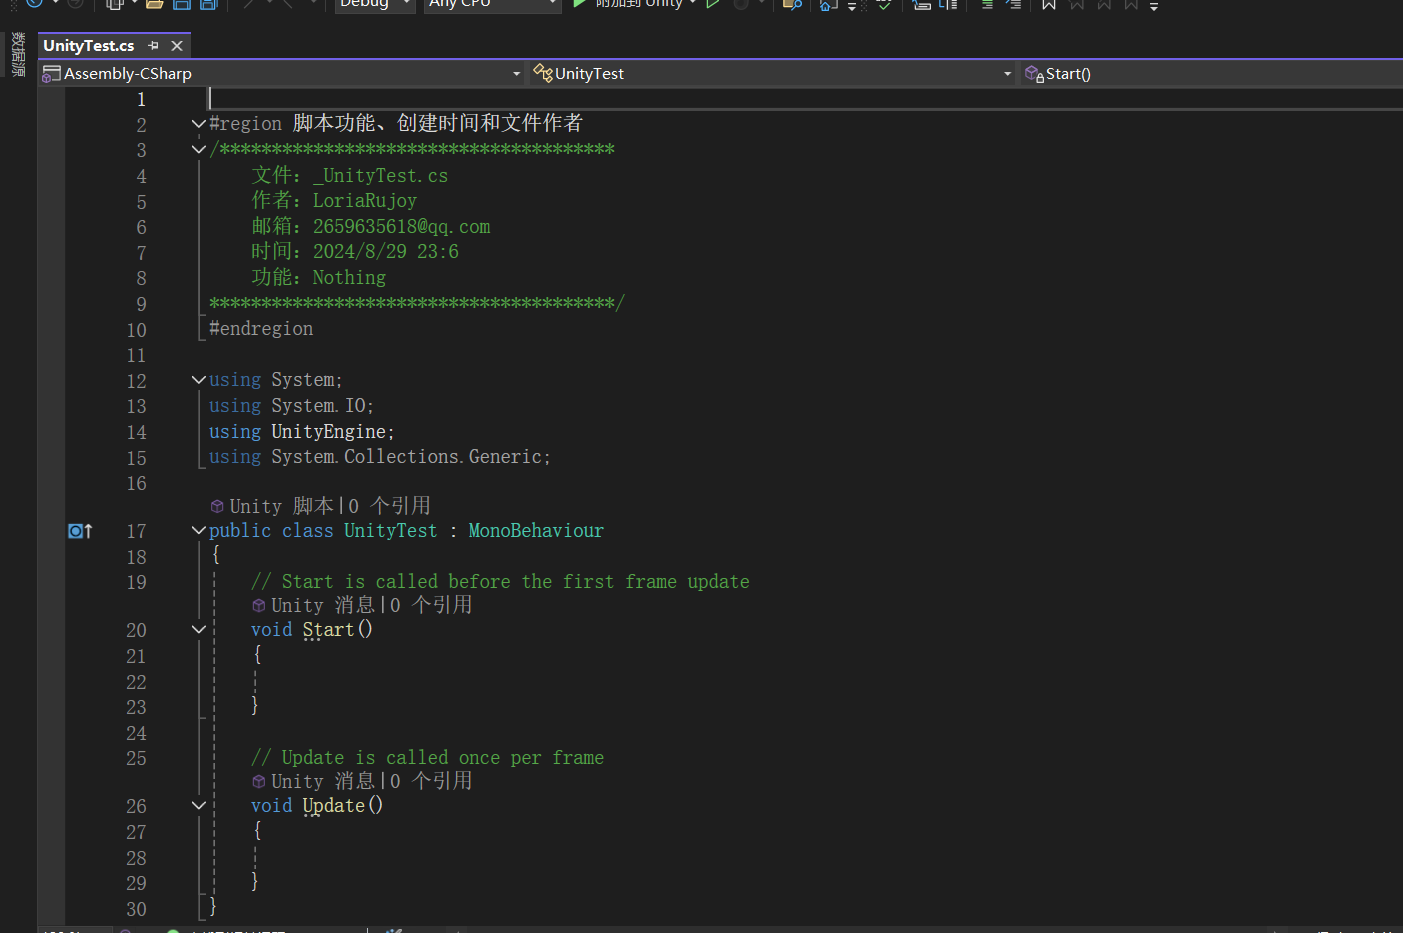 Debug Any CPU 附加到 Unity
数据源
UnityTest.cs
Assembly-CSharp UnityTest Start()
1
2 #region 脚本功能、创建时间和文件作者
3 /**************************************
4 文件: _UnityTest.cs
5 作者: LoriaRujoy
6 邮箱: 2659635618@qq.com
7 时间: 2024/8/29 23:6
8 功能: Nothing
9 ***************************************/
10 #endregion
11
12 using System;
13 using System.IO;
14 using UnityEngine;
15 using System.Collections.Generic;
16
Unity 脚本|0 个引用
17 public class UnityTest : MonoBehaviour
18 {
19 // Start is called before the first frame update
Unity 消息|0 个引用
20 void Start()
21 {
22
23 }
24
25 // Update is called once per frame
Unity 消息|0 个引用
26 void Update()
27 {
28
29 }
30 }